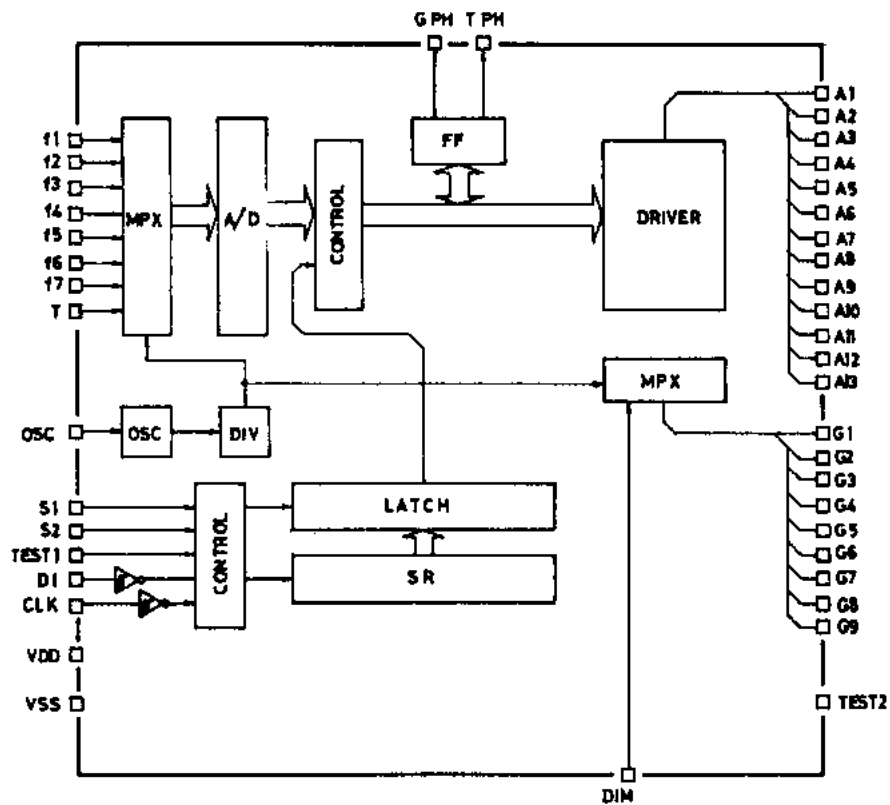 G PH T PH
A1
A2
A3
A4
A5
A6
A7
A8
A9
A10
A11
A12
A13
f1
f2
f3
f4
f5
f6
f7
T
MPX
A/D
CONTROL
FF
DRIVER
MPX
OSC
OSC
DIV
G1
G2
G3
G4
G5
G6
G7
G8
G9
S1
S2
TEST1
DI
CLK
CONTROL
LATCH
SR
VDD
VSS
TEST2
DIM